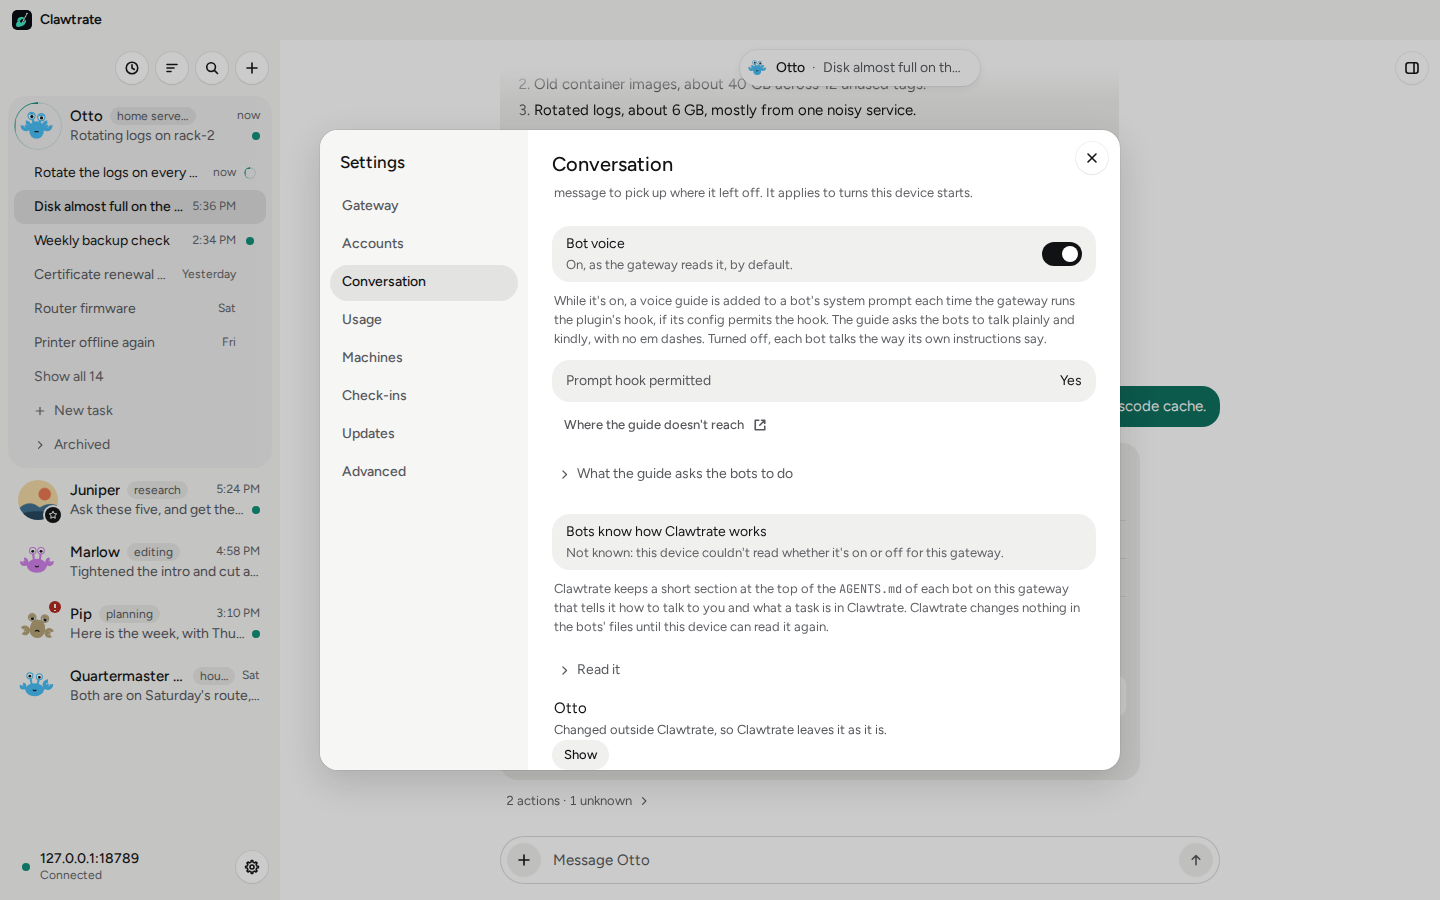 Clawtrate
Otto
home serve...
now
Rotating logs on rack-2
Rotate the logs on every ...
now
Disk almost full on the ...
5:36 PM
Weekly backup check
2:34 PM
Certificate renewal ...
Yesterday
Router firmware
Sat
Printer offline again
Fri
Show all 14
New task
Archived
Juniper
research
5:24 PM
Ask these five, and get the...
Marlow
editing
4:58 PM
Tightened the intro and cut a...
Pip
planning
3:10 PM
Here is the week, with Thu...
Quartermaster ...
hou...
Sat
Both are on Saturday's route,...
127.0.0.1:18789
Connected
Otto · Disk almost full on th...
2. Old container images, about 40 GB across 12 unused tags.
3. Rotated logs, about 6 GB, mostly from one noisy service.
scode cache.
2 actions · 1 unknown
Message Otto
Settings
Gateway
Accounts
Conversation
Usage
Machines
Check-ins
Updates
Advanced
Conversation
message to pick up where it left off. It applies to turns this device starts.
Bot voice
On, as the gateway reads it, by default.
While it's on, a voice guide is added to a bot's system prompt each time the gateway runs
the plugin's hook, if its config permits the hook. The guide asks the bots to talk plainly and
kindly, with no em dashes. Turned off, each bot talks the way its own instructions say.
Prompt hook permitted
Yes
Where the guide doesn't reach
What the guide asks the bots to do
Bots know how Clawtrate works
Not known: this device couldn't read whether it's on or off for this gateway.
Clawtrate keeps a short section at the top of the AGENTS.md of each bot on this gateway
that tells it how to talk to you and what a task is in Clawtrate. Clawtrate changes nothing in
the bots' files until this device can read it again.
Read it
Otto
Changed outside Clawtrate, so Clawtrate leaves it as it is.
Show